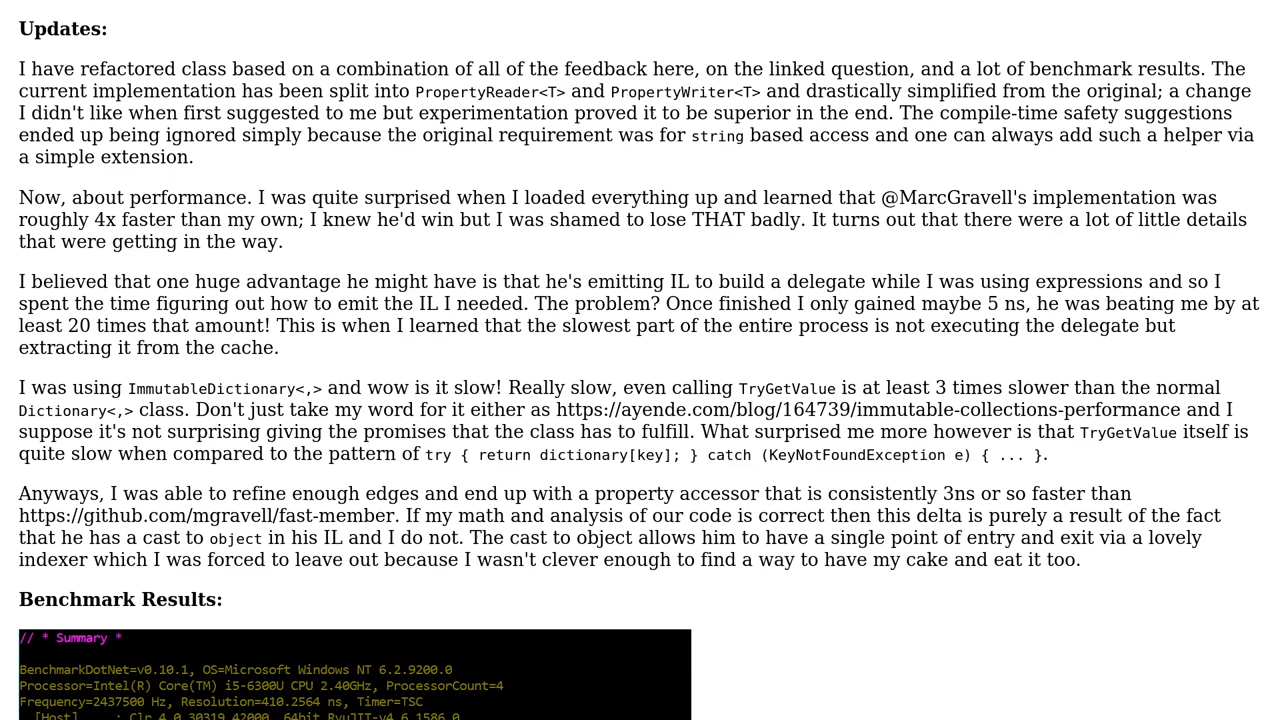 Updates:
I have refactored class based on a combination of all of the feedback here, on the linked question, and a lot of benchmark results. The
current implementation has been split into PropertyReader<T> and PropertyWriter<T> and drastically simplified from the original; a change
I didn't like when first suggested to me but experimentation proved it to be superior in the end. The compile-time safety suggestions
ended up being ignored simply because the original requirement was for string based access and one can always add such a helper via
a simple extension.
Now, about performance. I was quite surprised when I loaded everything up and learned that @MarcGravell's implementation was
roughly 4x faster than my own; I knew he'd win but I was shamed to lose THAT badly. It turns out that there were a lot of little details
that were getting in the way.
I believed that one huge advantage he might have is that he's emitting IL to build a delegate while I was using expressions and so I
spent the time figuring out how to emit the IL I needed. The problem? Once finished I only gained maybe 5 ns, he was beating me by at
least 20 times that amount! This is when I learned that the slowest part of the entire process is not executing the delegate but
extracting it from the cache.
I was using ImmutableDictionary<,> and wow is it slow! Really slow, even calling TryGetValue is at least 3 times slower than the normal
Dictionary<,> class. Don't just take my word for it either as https://ayende.com/blog/164739/immutable-collections-performance and I
suppose it's not surprising giving the promises that the class has to fulfill. What surprised me more however is that TryGetValue itself is
quite slow when compared to the pattern of try { return dictionary[key]; } catch (KeyNotFoundException e) { ... }.
Anyways, I was able to refine enough edges and end up with a property accessor that is consistently 3ns or so faster than
https://github.com/mgravell/fast-member. If my math and analysis of our code is correct then this delta is purely a result of the fact
that he has a cast to object in his IL and I do not. The cast to object allows him to have a single point of entry and exit via a lovely
indexer which I was forced to leave out because I wasn't clever enough to find a way to have my cake and eat it too.
Benchmark Results:
// * Summary *
BenchmarkDotNet=v0.10.1, OS=Microsoft Windows NT 6.2.9200.0
Processor=Intel(R) Core(TM) i5-6300U CPU 2.40GHz, ProcessorCount=4
Frequency=2437500 Hz, Resolution=410.2564 ns, Timer=TSC
[Host] : Clr 4.0.30319.42000, 64bit RyuJIT-v4.6.1586.0